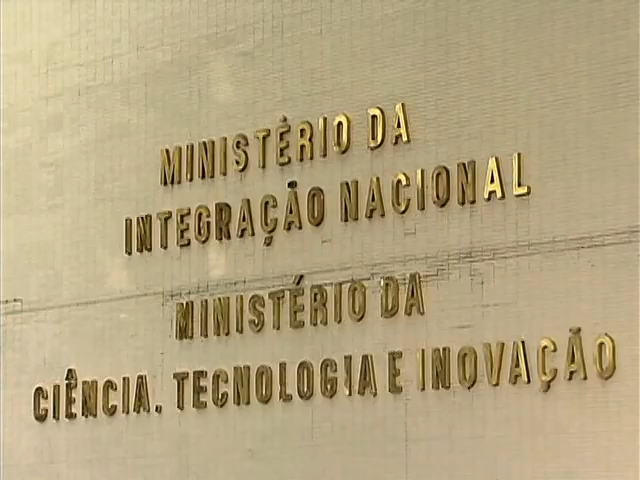 MINISTÉRIO DA
INTEGRAÇÃO NACIONAL
MINISTÉRIO DA
CIÊNCIA, TECNOLOGIA E INOVAÇÃO